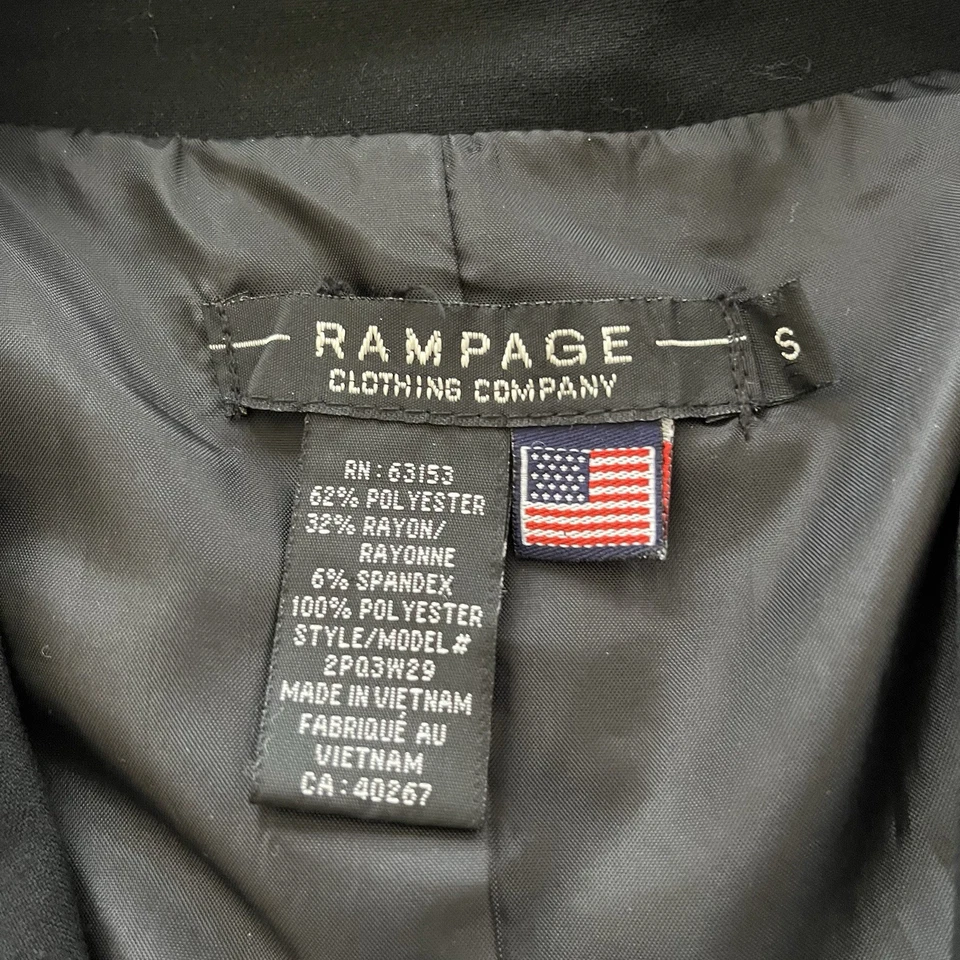 RAMPAGE
CLOTHING COMPANY
S
RN:63153
62% POLYESTER
32% RAYON/
RAYONNE
6% SPANDEX
100% POLYESTER
STYLE/MODEL#
2PQ3W29
MADE IN VIETNAM
FABRIQUÉ AU
VIETNAM
CA:40267